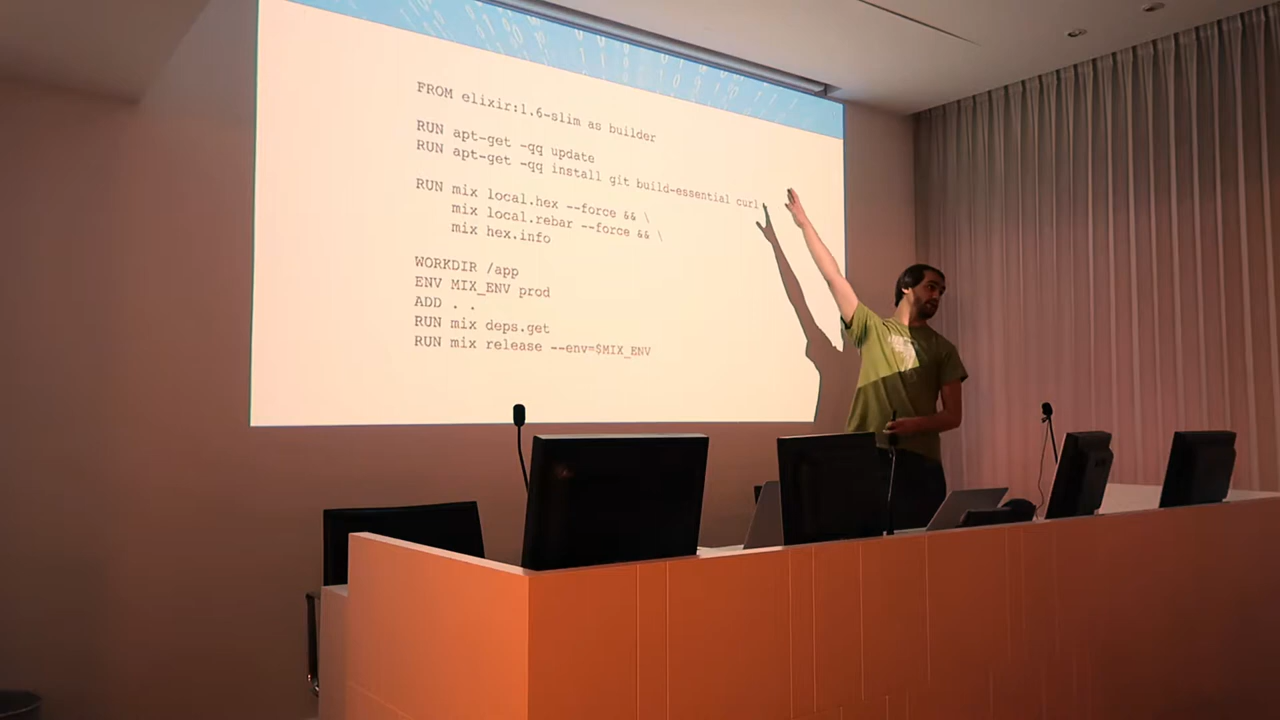 FROM elixir:1.6-slim as builder
RUN apt-get -qq update
RUN apt-get -qq install git build-essential curl
RUN mix local.hex --force && \
mix local.rebar --force && \
mix hex.info
WORKDIR /app
ENV MIX_ENV prod
ADD . .
RUN mix deps.get
RUN mix release --env=$MIX_ENV